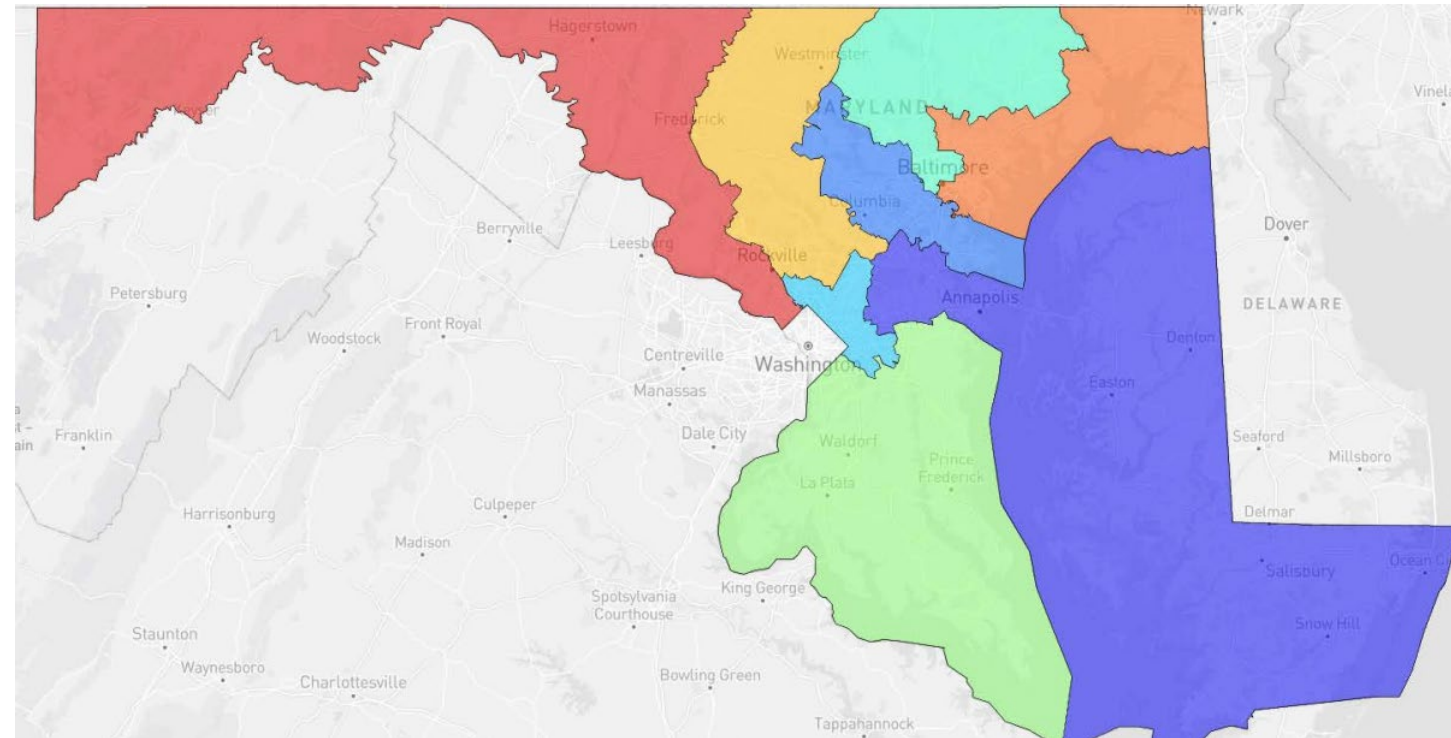 Hagerstown
Newark
Westminster
MARYLAND
Keyser
Frederick
Vinel
Baltimore
Columbia
Berryville
Leesburg
Rockville
Dover
Petersburg
Annapolis
DELAWARE
Woodstock
Front Royal
Centreville
Washington
Denton
Manassas
Easton
Franklin
Dale City
Waldorf
Seaford
Millsboro
La Plata
Prince
Frederick
Culpeper
Harrisonburg
Delmar
Madison
Salisbury
Ocean C
Spotsylvania
Courthouse
King George
Snow Hill
Staunton
Waynesboro
Charlottesville
Bowling Green
Tappahannock